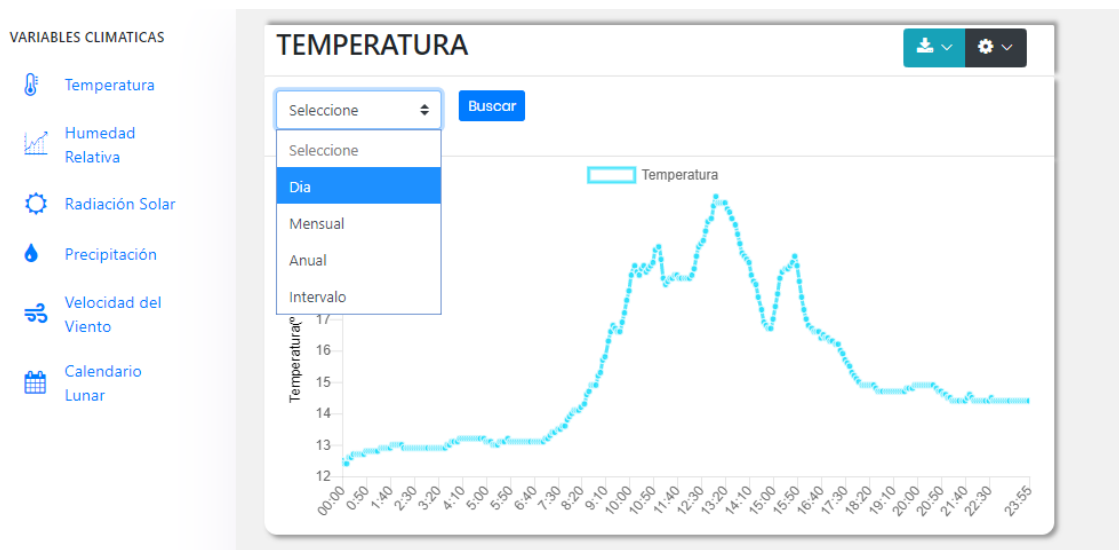 VARIABLES CLIMATICAS
Temperatura
Humedad
Relativa
Radiación Solar
Precipitación
Velocidad del
Viento
Calendario
Lunar
TEMPERATURA
Seleccione
Buscar
Seleccione
Dia
Mensual
Anual
Intervalo
Temperatura
Temperatura(º
17
16
15
14
13
12
00:00 0:50 1:40 2:30 3:20 4:10 5:00 5:50 6:40 7:30 8:20 9:10 10:00 10:50 11:40 12:30 13:20 14:10 15:00 15:50 16:40 17:30 18:20 19:10 20:00 20:50 21:40 22:30 23:55